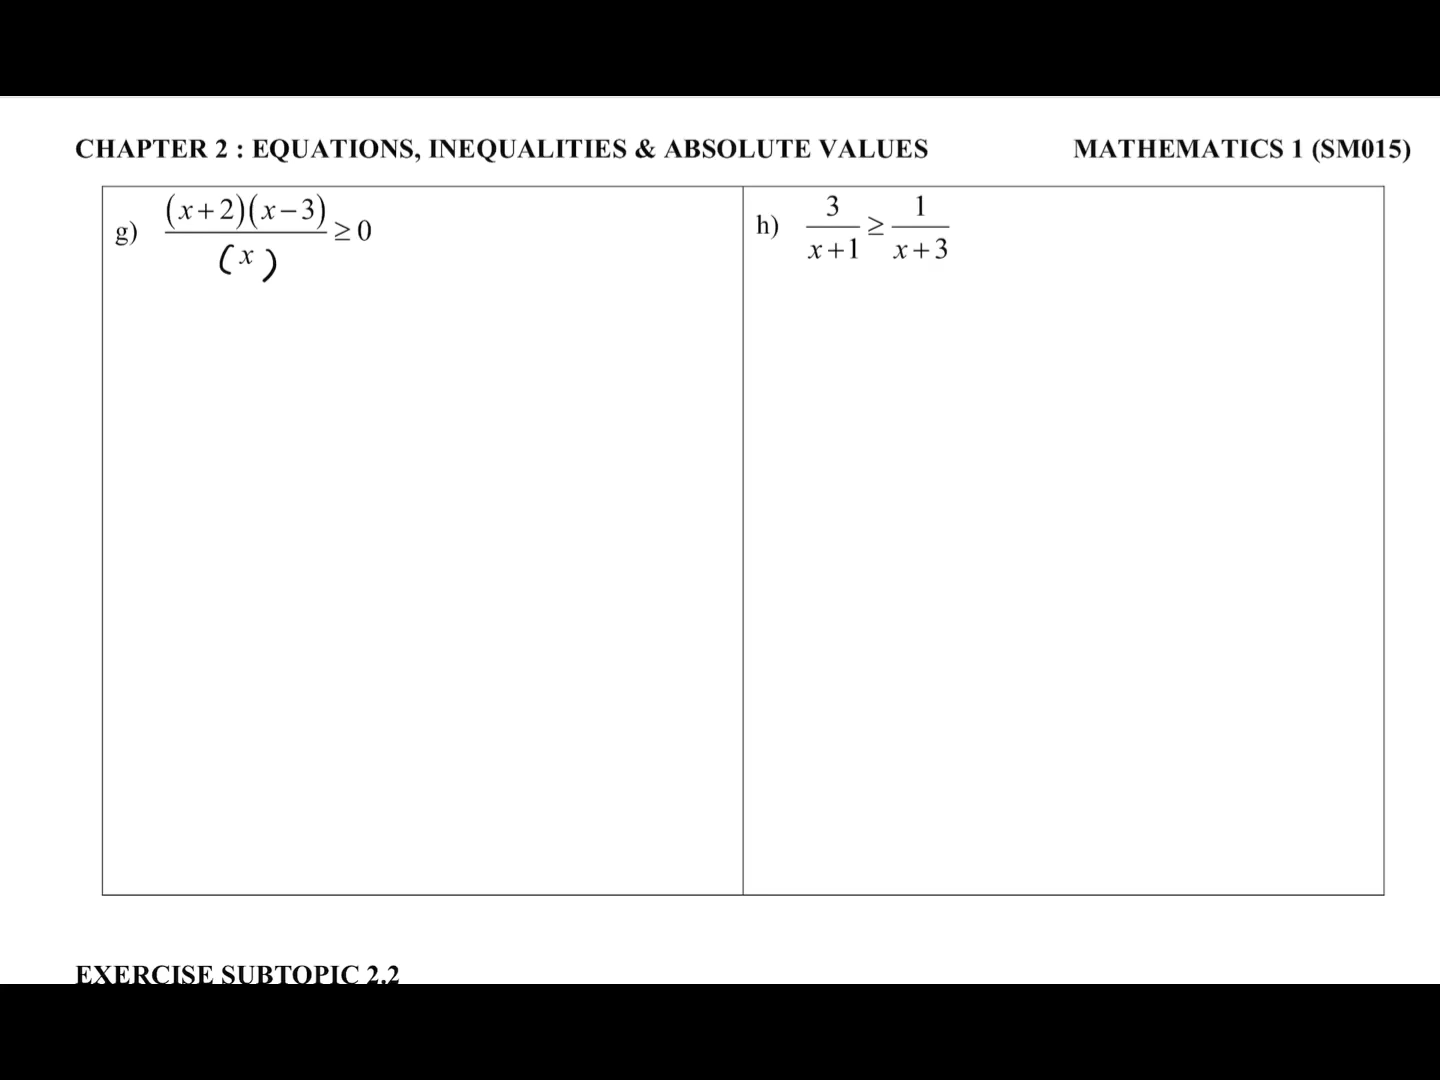 CHAPTER 2 : EQUATIONS, INEQUALITIES & ABSOLUTE VALUES MATHEMATICS 1 (SM015)
g) (x+2)(x−3)/(x) ≥ 0
h) 3/(x+1) ≥ 1/(x+3)
EXERCISE SUBTOPIC 2.2